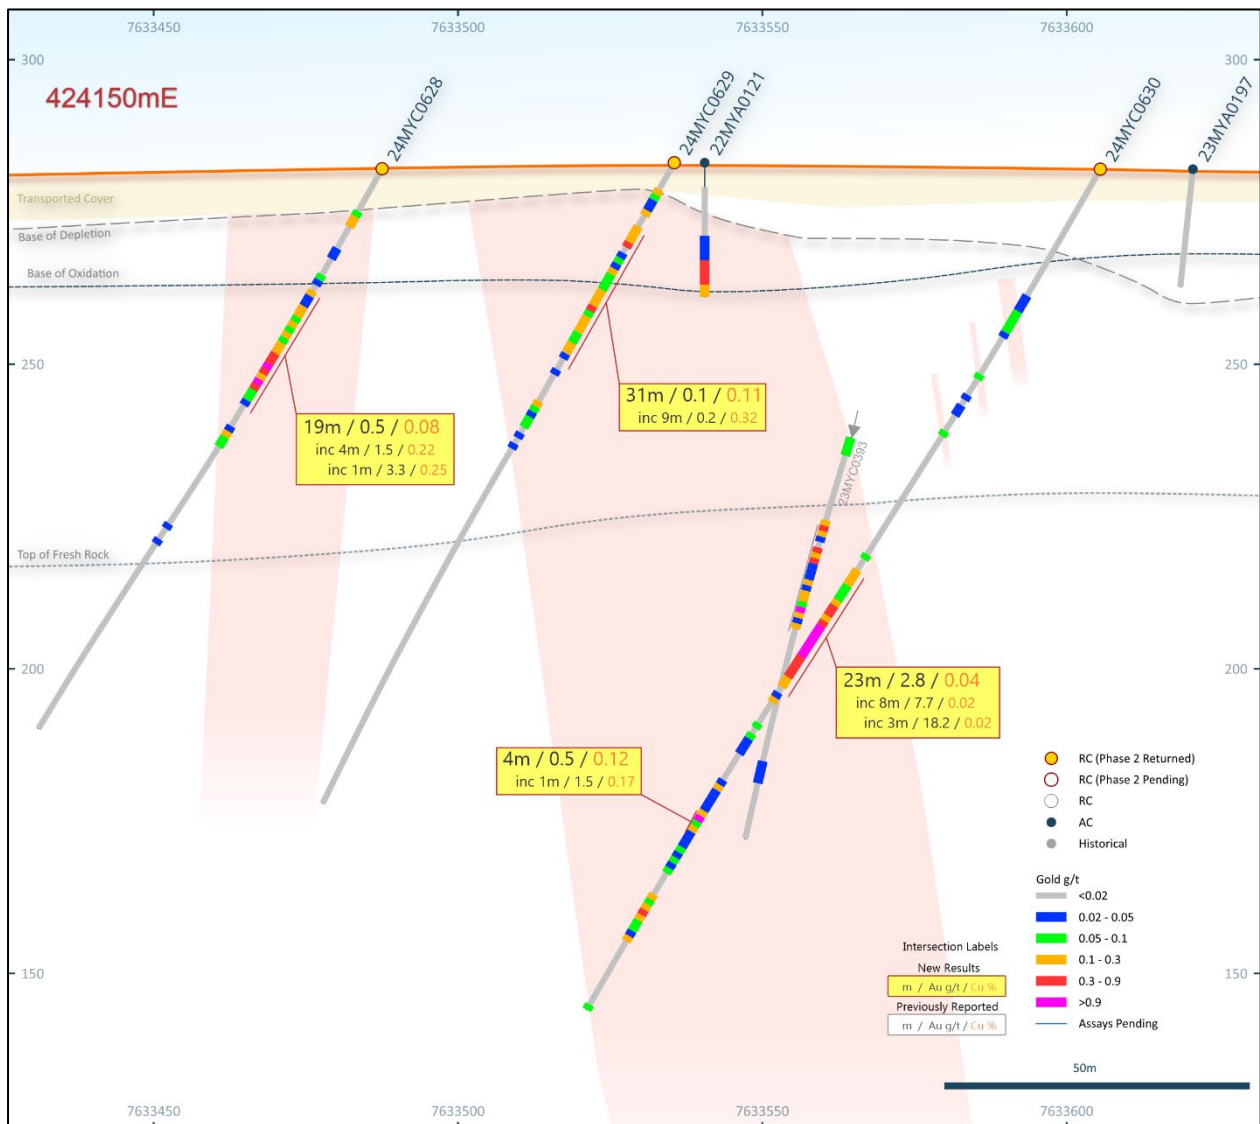 7633450 7633500 7633550 7633600
300 300
424150mE
24MYC0628
24MYC0629
22MYA0121
24MYC0630
23MYA0197
Transported Cover
Base of Depletion
Base of Oxidation
250 250
31m / 0.1 / 0.11
inc 9m / 0.2 / 0.32
19m / 0.5 / 0.08
inc 4m / 1.5 / 0.22
inc 1m / 3.3 / 0.25
23MYC0393
Top of Fresh Rock
200 200
23m / 2.8 / 0.04
inc 8m / 7.7 / 0.02
inc 3m / 18.2 / 0.02
4m / 0.5 / 0.12
inc 1m / 1.5 / 0.17
RC (Phase 2 Returned)
RC (Phase 2 Pending)
RC
AC
Historical
Gold g/t
<0.02
0.02 - 0.05
0.05 - 0.1
0.1 - 0.3
0.3 - 0.9
>0.9
Assays Pending
Intersection Labels
New Results
m / Au g/t / Cu %
Previously Reported
m / Au g/t / Cu %
150 150
50m
7633450 7633500 7633550 7633600